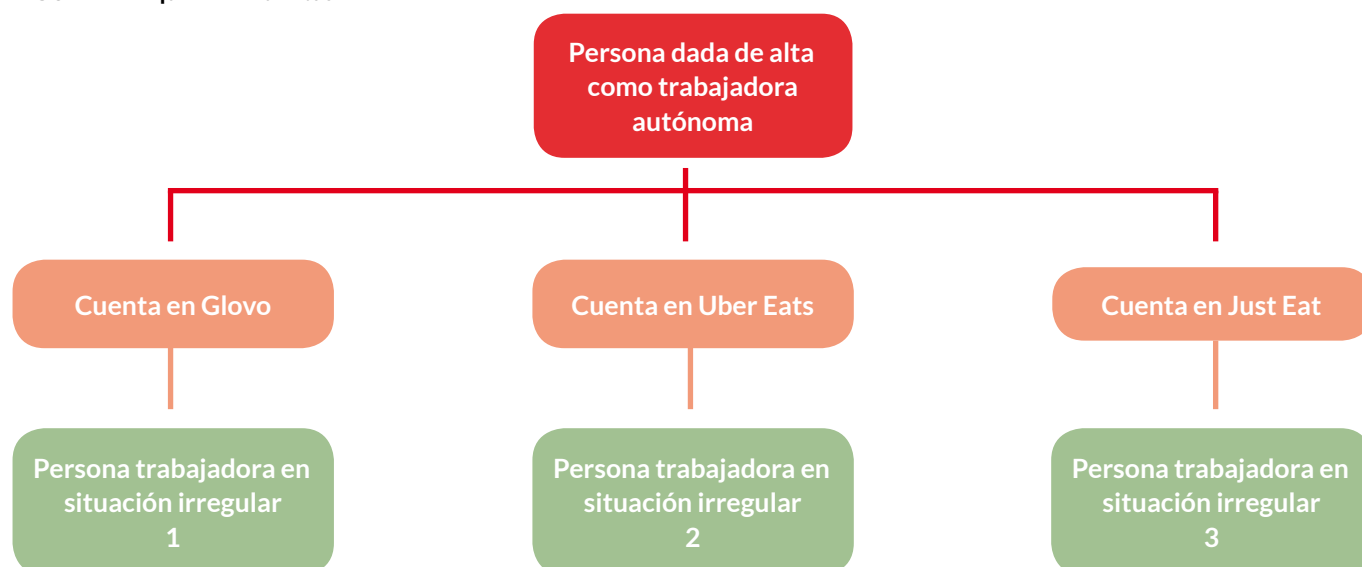 Persona dada de alta
como trabajadora
autónoma
Cuenta en Glovo
Cuenta en Uber Eats
Cuenta en Just Eat
Persona trabajadora en
situación irregular
1
Persona trabajadora en
situación irregular
2
Persona trabajadora en
situación irregular
3